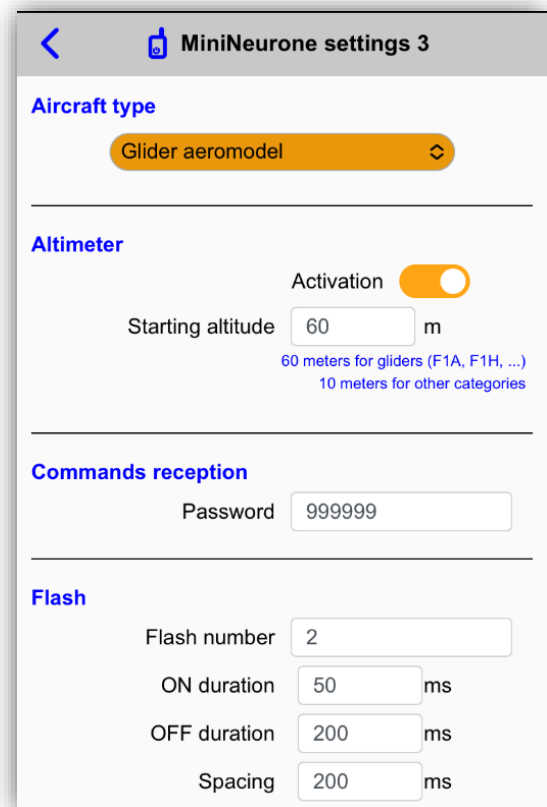 MiniNeurone settings 3
Aircraft type
Glider aeromodel
Altimeter
Activation
Starting altitude 60 m
60 meters for gliders (F1A, F1H, ...)
10 meters for other categories
Commands reception
Password 999999
Flash
Flash number 2
ON duration 50 ms
OFF duration 200 ms
Spacing 200 ms